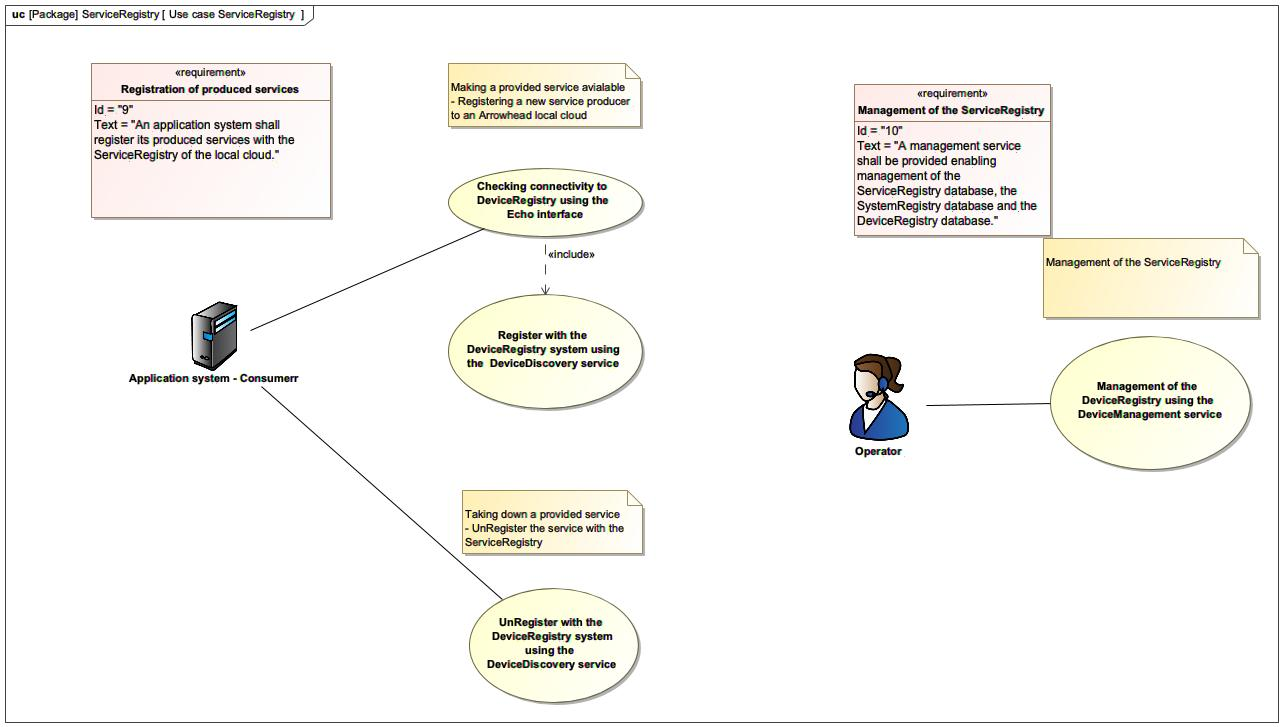 uc [Package] ServiceRegistry [ Use case ServiceRegistry ]
«requirement»
Registration of produced services
Id = "9"
Text = "An application system shall
register its produced services with the
ServiceRegistry of the local cloud."
Making a provided service avialable
- Registering a new service producer
to an Arrowhead local cloud
«requirement»
Management of the ServiceRegistry
Id = "10"
Text = "A management service
shall be provided enabling
management of the
ServiceRegistry database, the
SystemRegistry database and the
DeviceRegistry database."
Checking connectivity to
DeviceRegistry using the
Echo interface
«include»
Management of the ServiceRegistry
Register with the
DeviceRegistry system using
the DeviceDiscovery service
Application system - Consumerr
Management of the
DeviceRegistry using the
DeviceManagement service
Operator
Taking down a provided service
- UnRegister the service with the
ServiceRegistry
UnRegister with the
DeviceRegistry system
using the
DeviceDiscovery service